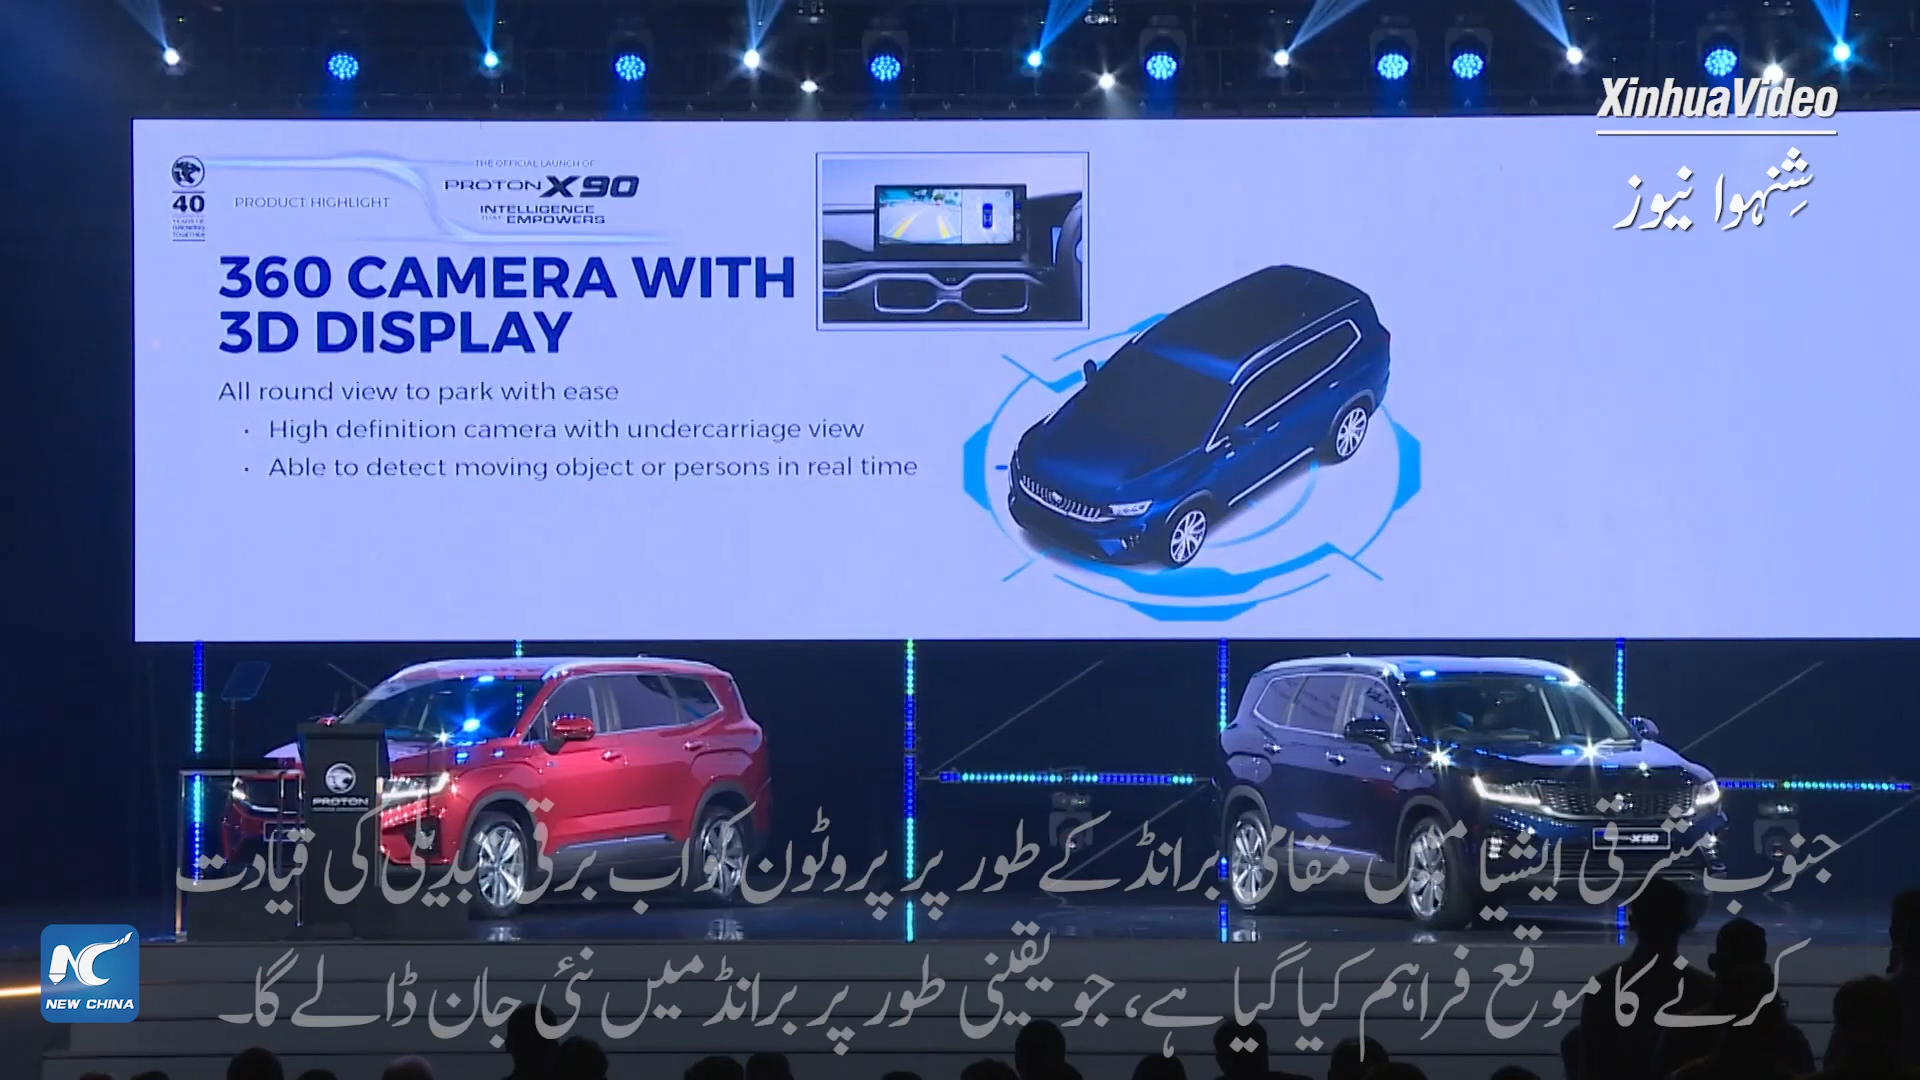 XinhuaVideo
شِنہوا نیوز
40
PRODUCT HIGHLIGHT
THE OFFICIAL LAUNCH OF
PROTON X90
INTELLIGENCE
THAT EMPOWERS
360 CAMERA WITH
3D DISPLAY
All round view to park with ease
· High definition camera with undercarriage view
· Able to detect moving object or persons in real time
PROTON
X90
جنوب مشرقی ایشیا میں مقامی برانڈ کے طور پر پروٹون کو اب برقی تبدیلی کی قیادت
کرنے کا موقع فراہم کیا گیا ہے، جو یقینی طور پر برانڈ میں نئی جان ڈالے گا۔
NEW CHINA